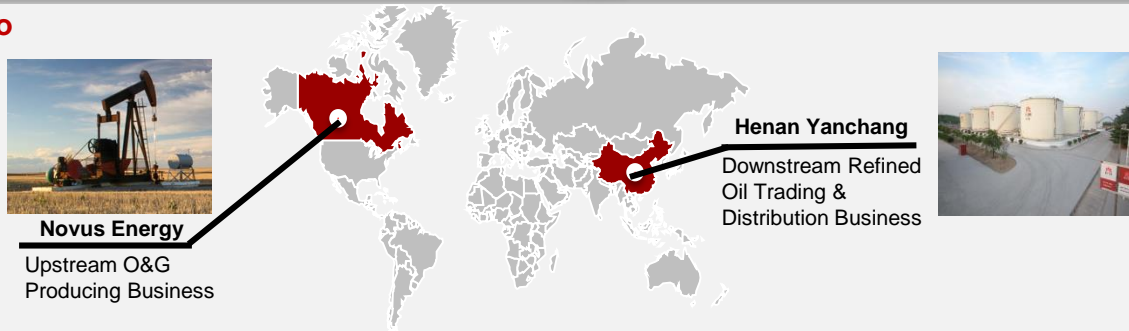 o
Novus Energy
Upstream O&G
Producing Business
Henan Yanchang
Downstream Refined
Oil Trading &
Distribution Business